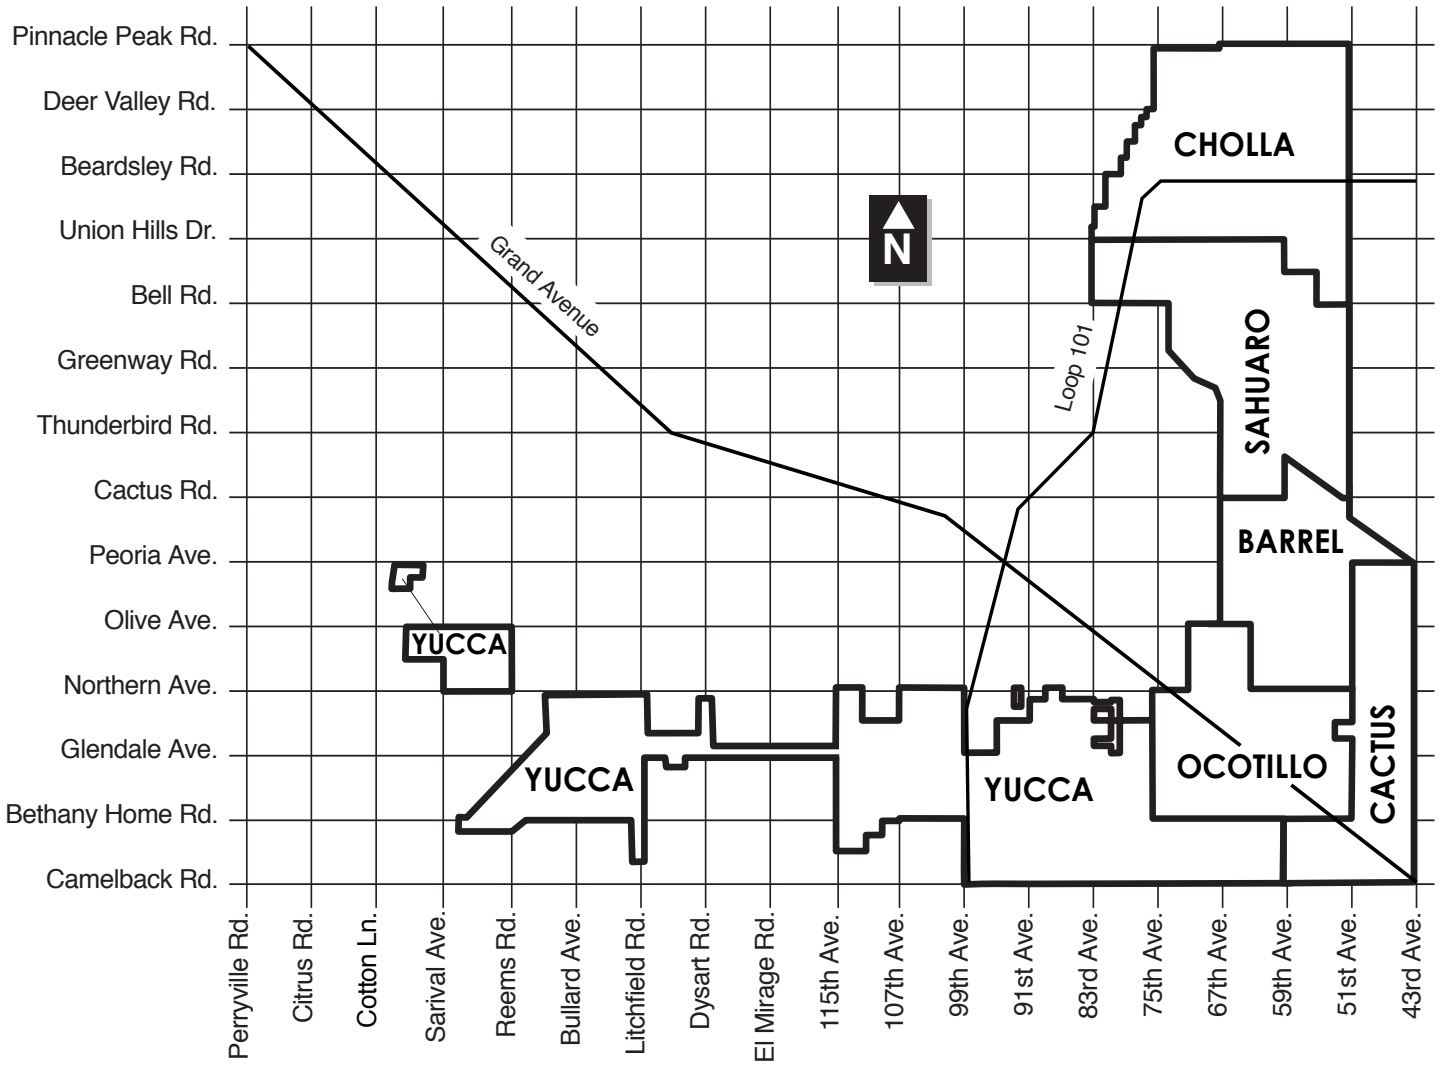 Pinnacle Peak Rd.
Deer Valley Rd.
Beardsley Rd.
Union Hills Dr.
Bell Rd.
Greenway Rd.
Thunderbird Rd.
Cactus Rd.
Peoria Ave.
Olive Ave.
Northern Ave.
Glendale Ave.
Bethany Home Rd.
Camelback Rd.
CHOLLA
N
Grand Avenue
Loop 101
SAHUARO
BARREL
YUCCA
YUCCA
YUCCA
OCOTILLO
CACTUS
Perryville Rd.
Citrus Rd.
Cotton Ln.
Sarival Ave.
Reems Rd.
Bullard Ave.
Litchfield Rd.
Dysart Rd.
El Mirage Rd.
115th Ave.
107th Ave.
99th Ave.
91st Ave.
83rd Ave.
75th Ave.
67th Ave.
59th Ave.
51st Ave.
43rd Ave.